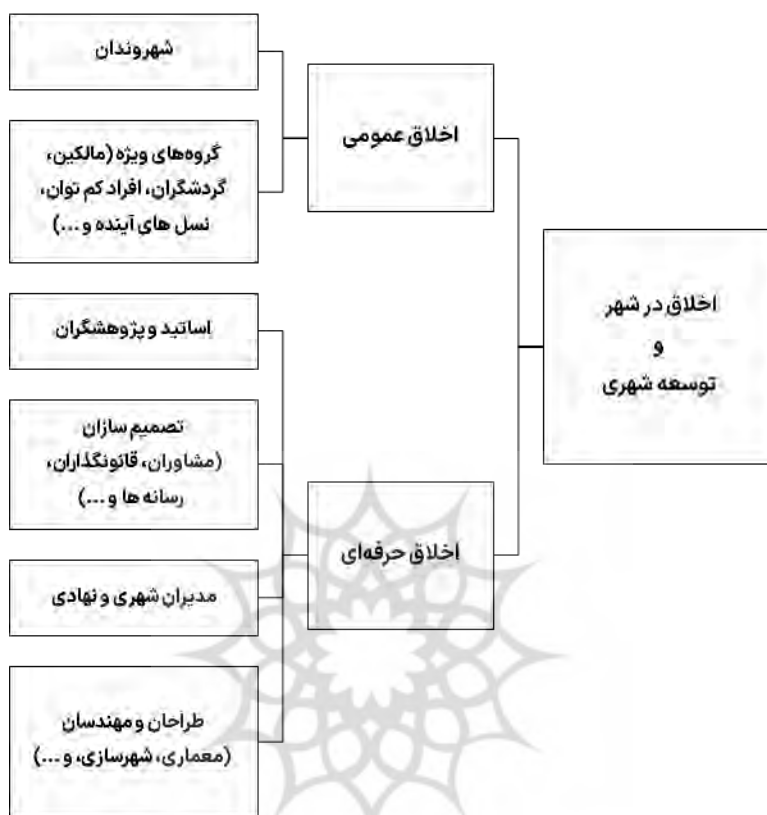 اخلاق در شهر
و
توسعه شهری
اخلاق عمومی
شهروندان
گروه‌های ویژه (مالکین،
گردشگران، افراد کم توان،
نسل های آینده و ...)
اخلاق حرفه‌ای
اساتید و پژوهشگران
تصمیم سازان
(مشاوران، قانونگذاران،
رسانه ها و ...)
مدیران شهری و نهادی
طراحان و مهندسان
(معماری، شهرسازی، و ...)